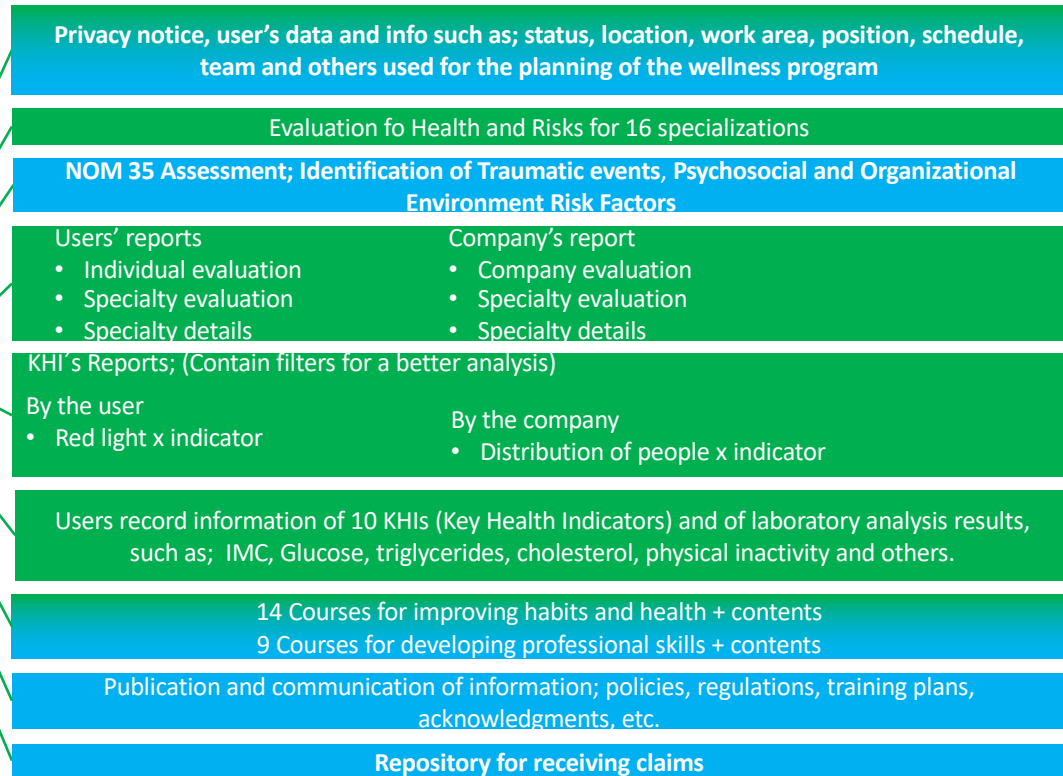 Privacy notice, user's data and info such as; status, location, work area, position, schedule,
team and others used for the planning of the wellness program
Evaluation fo Health and Risks for 16 specializations
NOM 35 Assessment; Identification of Traumatic events, Psychosocial and Organizational
Environment Risk Factors
Users' reports
• Individual evaluation
• Specialty evaluation
• Specialty details
Company's report
• Company evaluation
• Specialty evaluation
• Specialty details
KHI´s Reports; (Contain filters for a better analysis)
By the user
• Red light x indicator
By the company
• Distribution of people x indicator
Users record information of 10 KHIs (Key Health Indicators) and of laboratory analysis results,
such as; IMC, Glucose, triglycerides, cholesterol, physical inactivity and others.
14 Courses for improving habits and health + contents
9 Courses for developing professional skills + contents
Publication and communication of information; policies, regulations, training plans,
acknowledgments, etc.
Repository for receiving claims